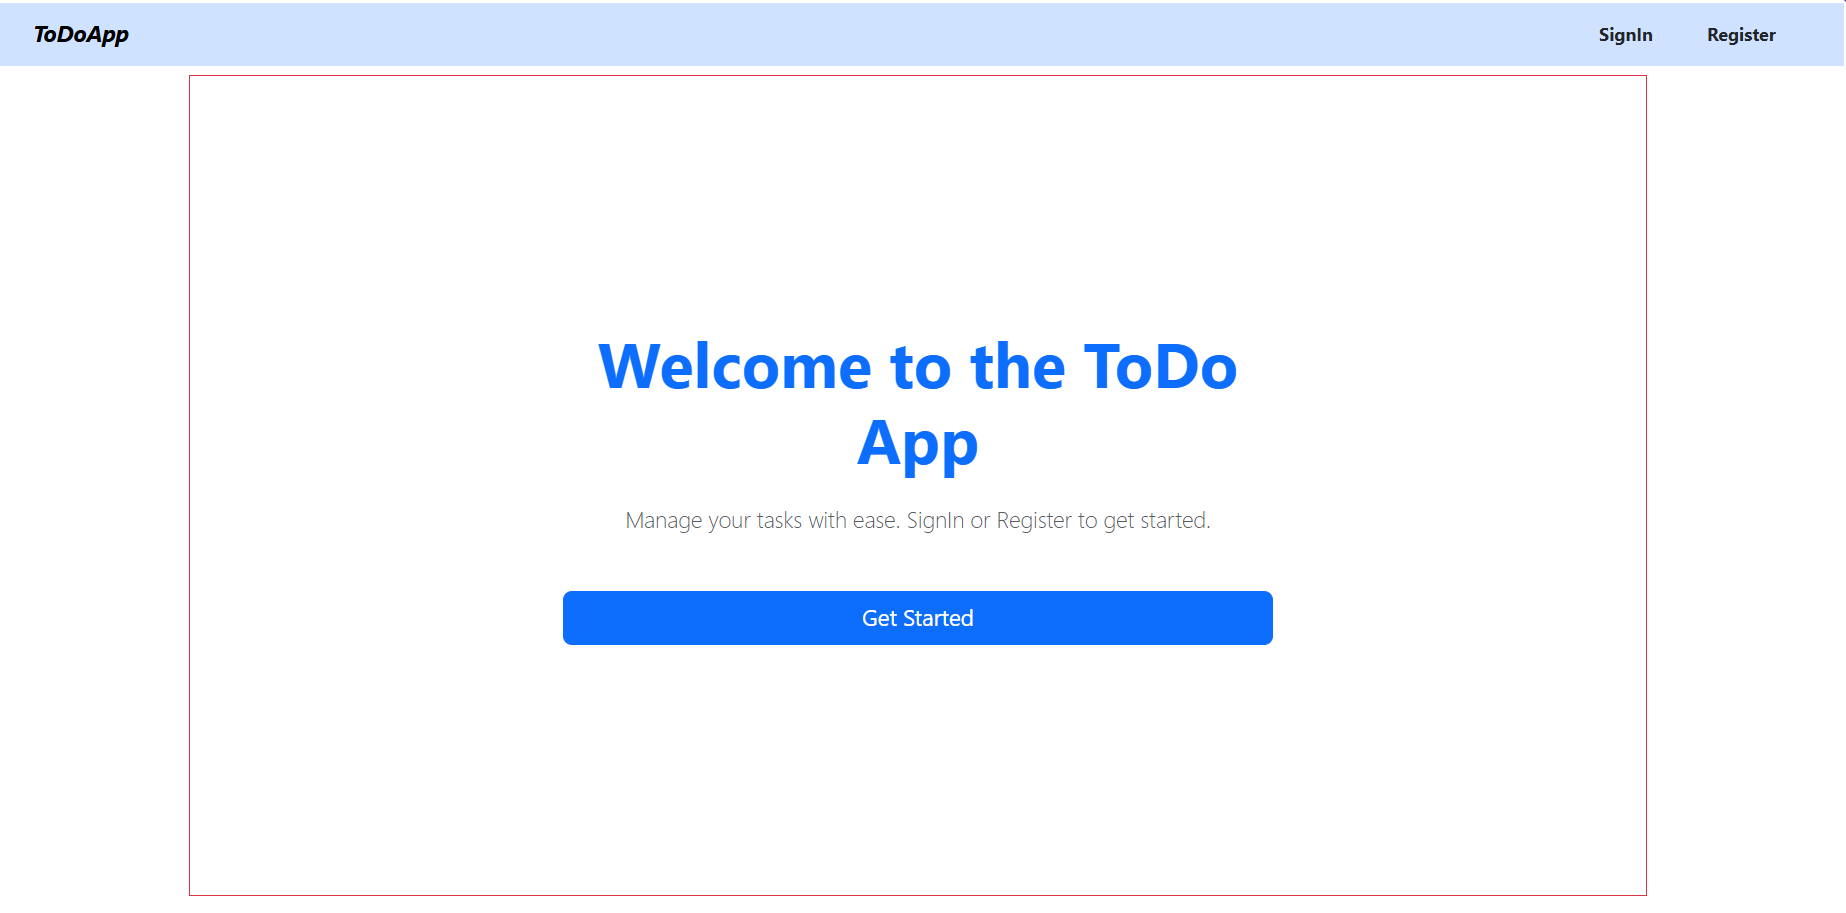 ToDoApp
SignIn
Register
Welcome to the ToDo
App
Manage your tasks with ease. SignIn or Register to get started.
Get Started